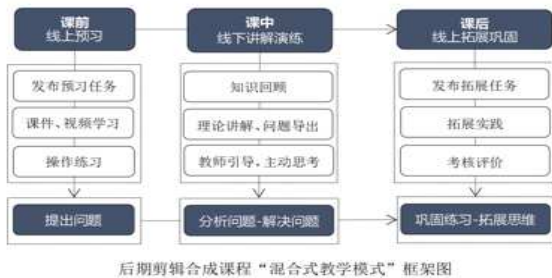 课前
线上预习
课中
线下讲解演练
课后
线上拓展巩固
发布预习任务
课件、视频学习
操作练习
知识回顾
理论讲解、问题导出
教师引导，主动思考
发布拓展任务
拓展实践
考核评价
提出问题
分析问题-解决问题
巩固练习-拓展思维
后期剪辑合成课程“混合式教学模式”框架图